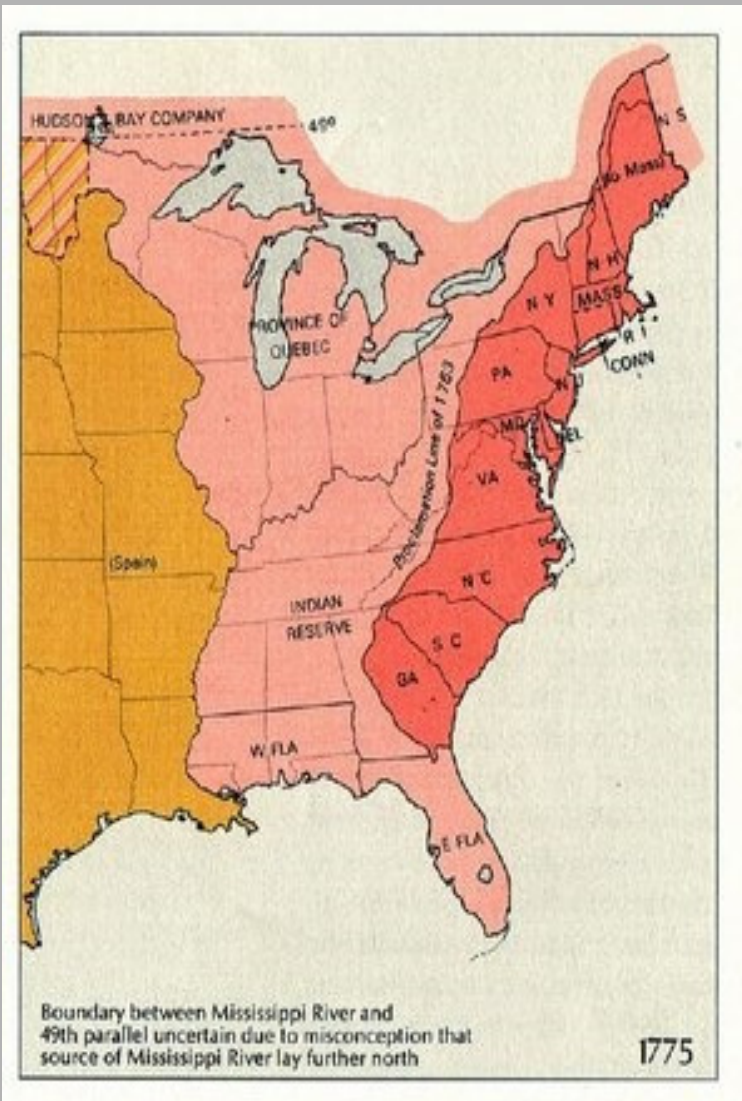 HUDSON'S BAY COMPANY
49º
N S
(to Mass)
N H
N Y
MASS
R I
CONN
PROVINCE OF
QUEBEC
PA
N J
MD
DEL
Proclamation Line of 1763
VA
(Spain)
N C
INDIAN
RESERVE
S C
GA
W FLA
E FLA
Boundary between Mississippi River and
49th parallel uncertain due to misconception that
source of Mississippi River lay further north
1775